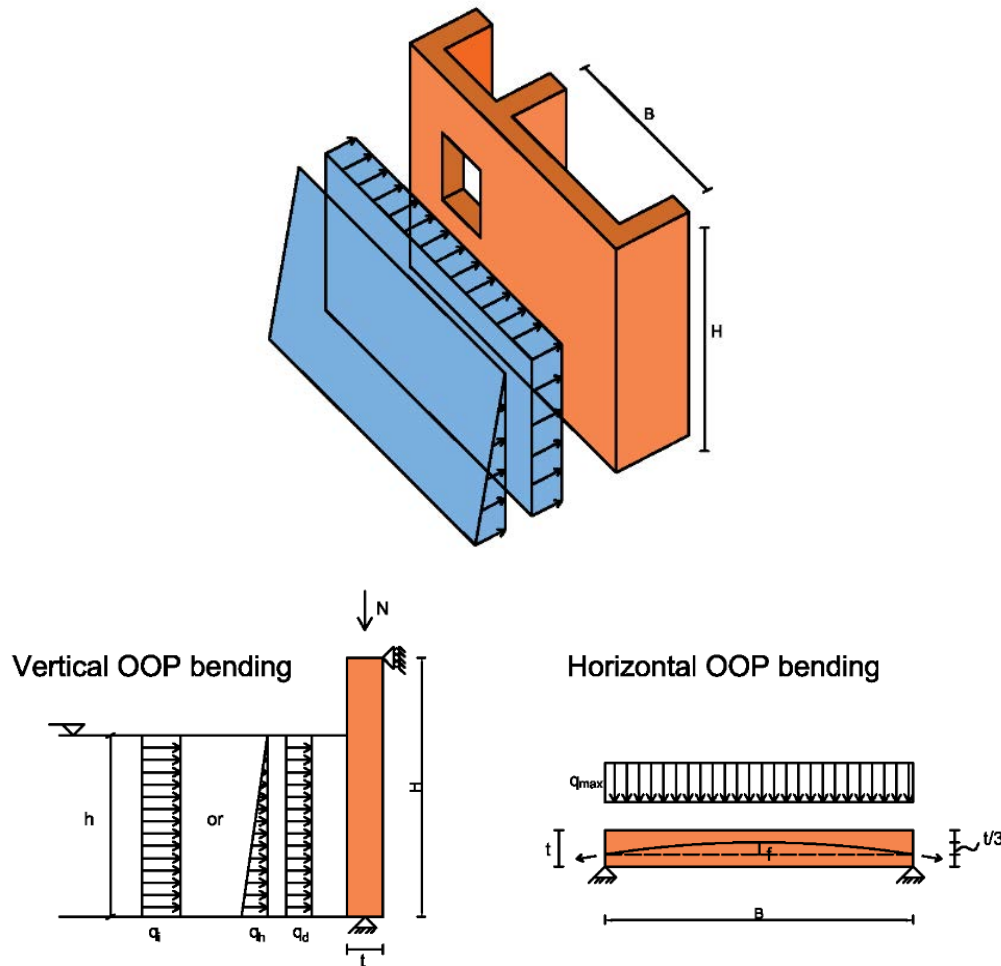 B
H
N
Vertical OOP bending
Horizontal OOP bending
h
or
H
qi
qh
qd
t
qmax
t
f
t/3
B